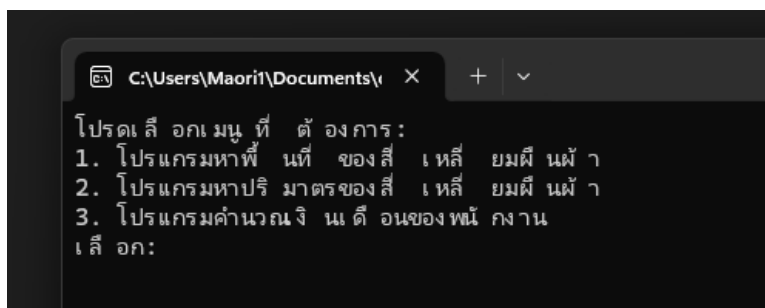 C:\Users\Maori1\Documents\c
โปรดเลือกเมนูที่ต้องการ:
1. โปรแกรมหาพื้นที่ของสี่เหลี่ยมผืนผ้า
2. โปรแกรมหาปริมาตรของสี่เหลี่ยมผืนผ้า
3. โปรแกรมคำนวณเงินเดือนของพนักงาน
เลือก: